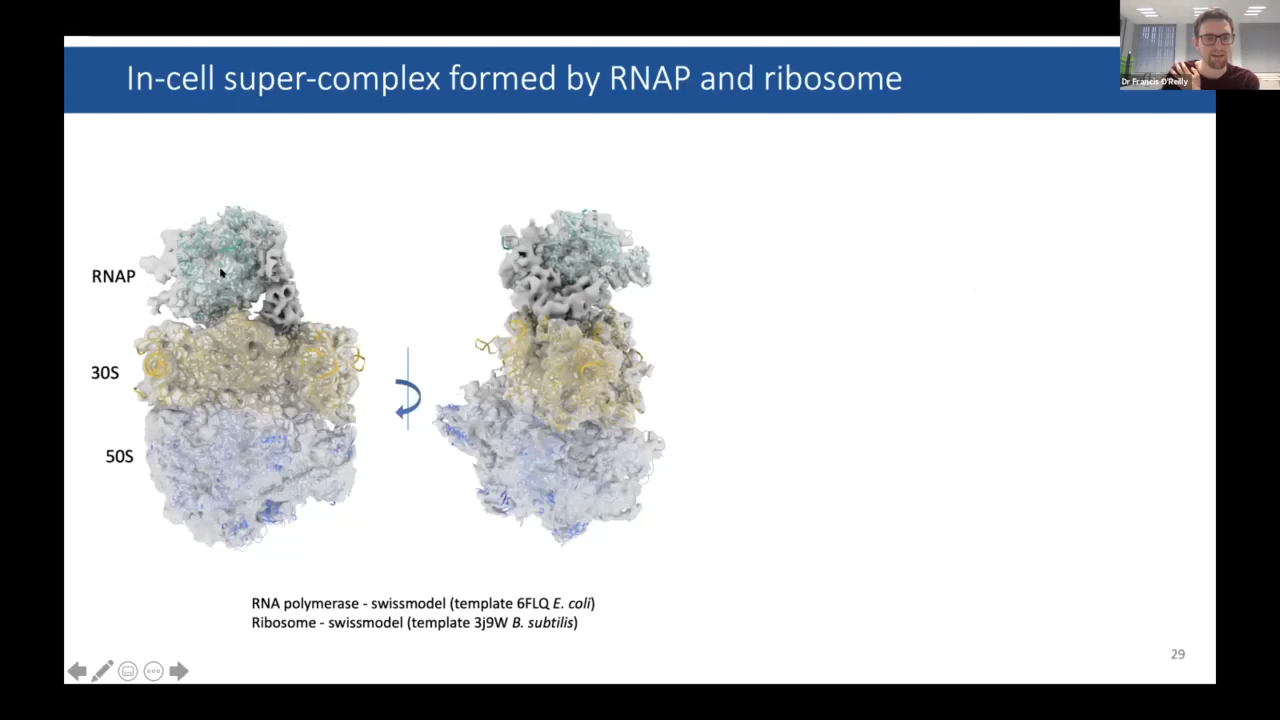 Dr Francis O'Reilly
In-cell super-complex formed by RNAP and ribosome
RNAP
30S
50S
RNA polymerase - swissmodel (template 6FLQ E. coli)
Ribosome - swissmodel (template 3j9W B. subtilis)
29